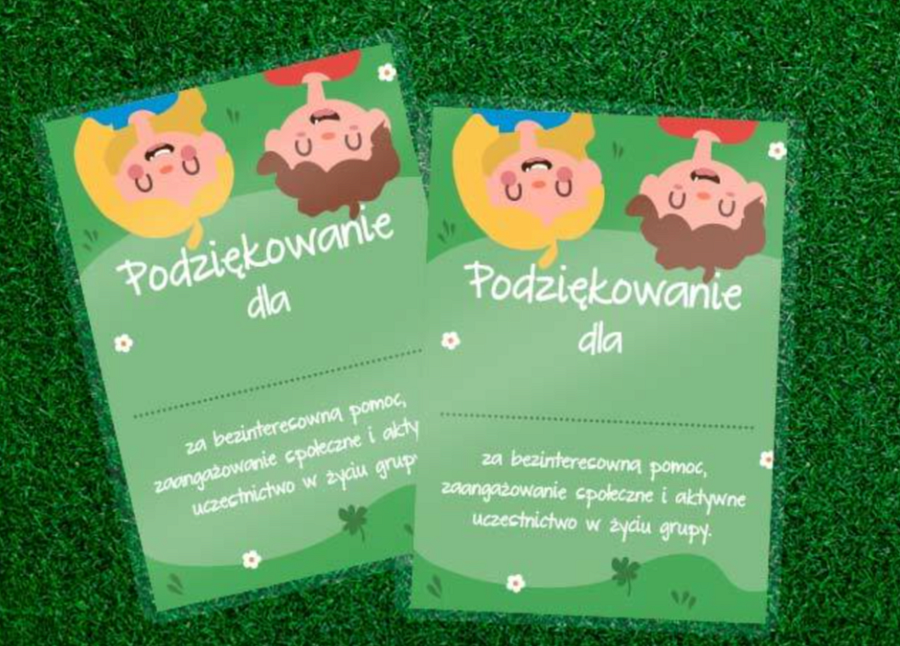 Podziękowanie
dla
za bezinteresowną pomoc,
zaangażowanie społeczne i akty
uczestnictwo w życiu grupy
Podziękowanie
dla
za bezinteresowną pomoc,
zaangażowanie społeczne i aktywne
uczestnictwo w życiu grupy.